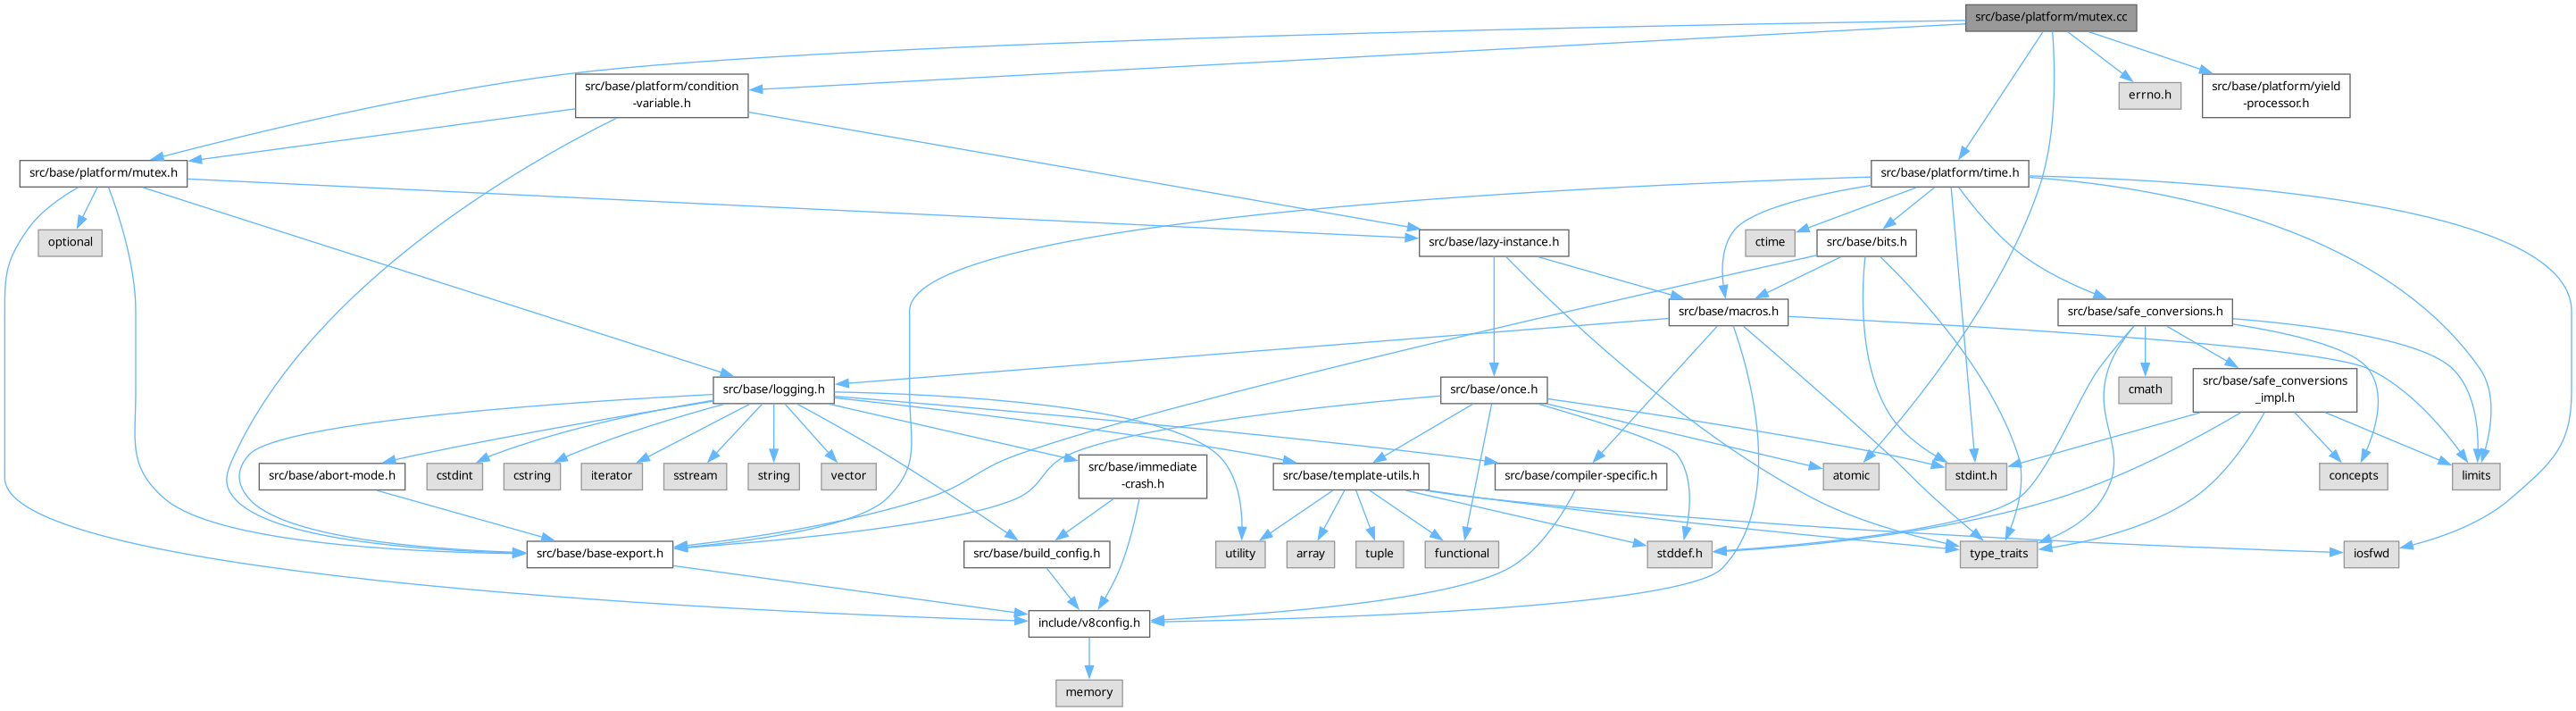 src/base/platform/mutex.cc
src/base/platform/condition
-variable.h
errno.h
src/base/platform/yield
-processor.h
src/base/platform/mutex.h
src/base/platform/time.h
optional
src/base/lazy-instance.h
ctime
src/base/bits.h
src/base/macros.h
src/base/safe_conversions.h
src/base/logging.h
src/base/once.h
cmath
src/base/safe_conversions
_impl.h
src/base/abort-mode.h
cstdint
cstring
iterator
sstream
string
vector
src/base/immediate
-crash.h
src/base/template-utils.h
src/base/compiler-specific.h
atomic
stdint.h
concepts
limits
src/base/base-export.h
src/base/build_config.h
utility
array
tuple
functional
stddef.h
type_traits
iosfwd
include/v8config.h
memory